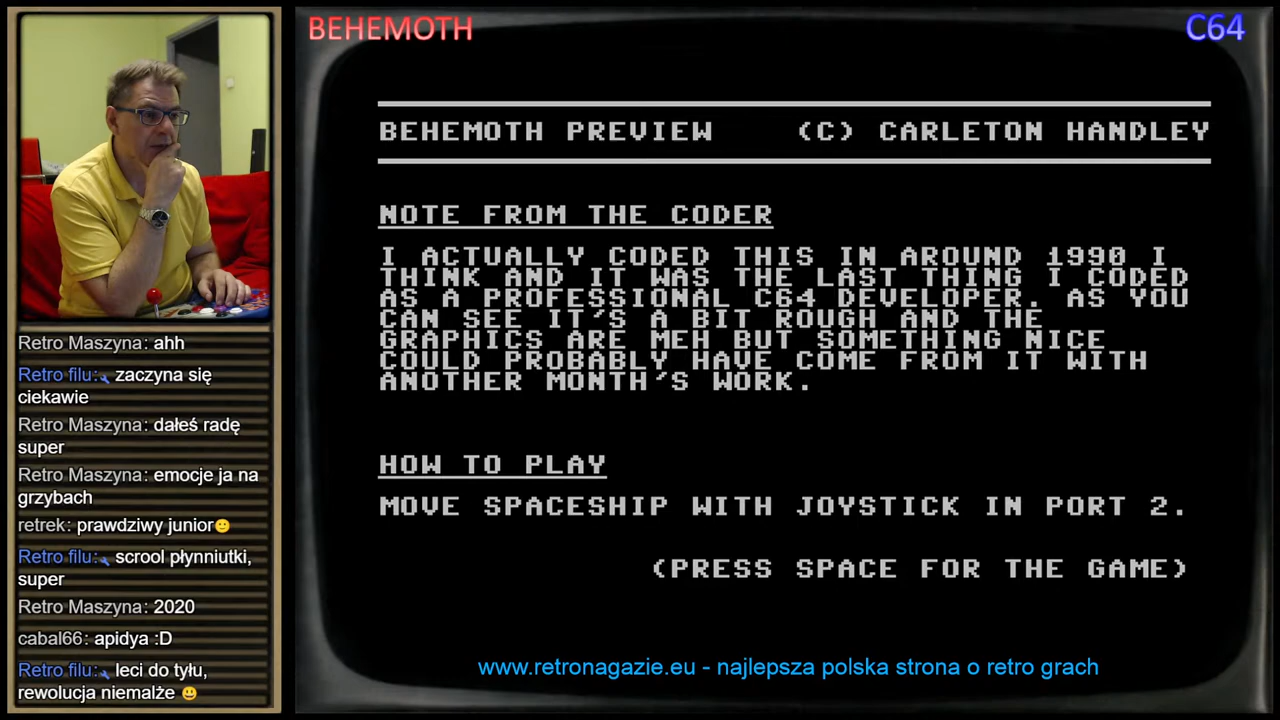 BEHEMOTH
C64
BEHEMOTH PREVIEW (C) CARLETON HANDLEY
NOTE FROM THE CODER
I ACTUALLY CODED THIS IN AROUND 1990 I
THINK AND IT WAS THE LAST THING I CODED
AS A PROFESSIONAL C64 DEVELOPER. AS YOU
CAN SEE IT'S A BIT ROUGH AND THE
GRAPHICS ARE MEH BUT SOMETHING NICE
COULD PROBABLY HAVE COME FROM IT WITH
ANOTHER MONTH'S WORK.
HOW TO PLAY
MOVE SPACESHIP WITH JOYSTICK IN PORT 2.
(PRESS SPACE FOR THE GAME)
www.retronagazie.eu - najlepsza polska strona o retro grach
Retro Maszyna: ahh
Retro filu: zaczyna się
ciekawie
Retro Maszyna: dałeś radę
super
Retro Maszyna: emocje ja na
grzybach
retrek: prawdziwy junior🙂
Retro filu: scrool płynniutki,
super
Retro Maszyna: 2020
cabal66: apidya :D
Retro filu: leci do tyłu,
rewolucja niemalże 😀